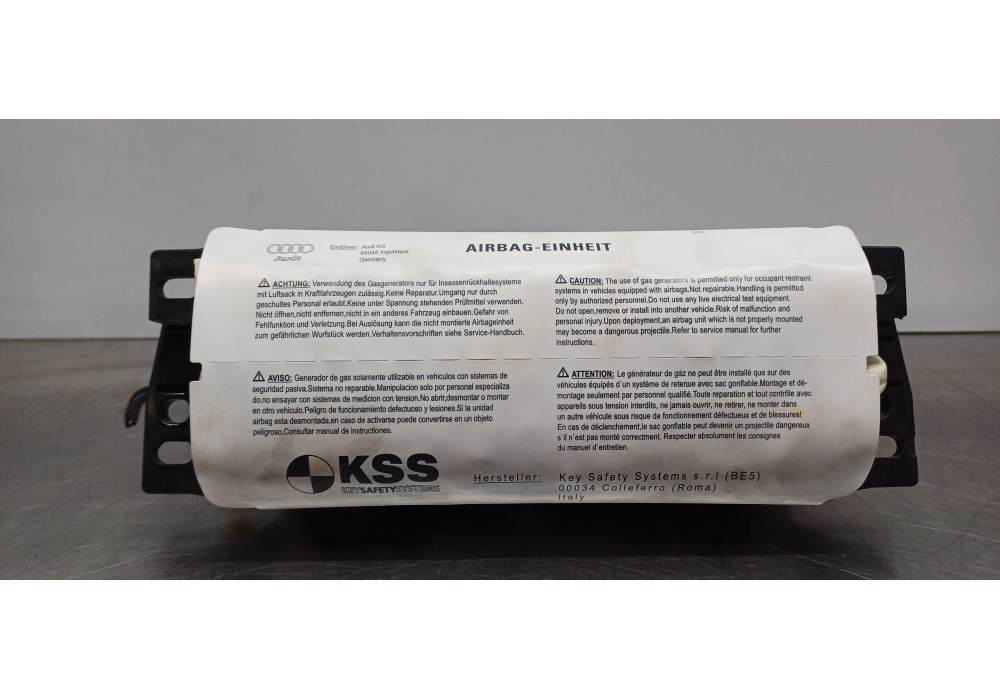 Audi
Einführer: Audi AG
85045 Ingolstadt
Germany
AIRBAG-EINHEIT
ACHTUNG: Verwendung des Gasgenerators nur für Insassenrückhaltesysteme
mit Luftsack in Kraftfahrzeugen zulässig.Keine Reparatur.Umgang nur durch
geschultes Personal erlaubt.Keine unter Spannung stehenden Prüfmittel verwenden.
Nicht öffnen,nicht entfernen,nicht in ein anderes Fahrzeug einbauen.Gefahr von
Fehlfunktion und Verletzung.Bei Auslösung kann die nicht montierte Airbageinheit
zum gefährlichen Wurfstück werden.Verhaltensvorschriften siehe Service-Handbuch.
CAUTION: The use of gas generators is permitted only for occupant restraint
systems in vehicles equipped with airbags.Not repairable.Handling is permitted
only by authorized personnel.Do not use any live electrical test equipment.
Do not open,remove or install into another vehicle.Risk of malfunction and
personal injury.Upon deployment,an airbag unit which is not properly mounted
may become a dangerous projectile.Refer to service manual for further
instructions.
AVISO: Generador de gas solamente utilizable en vehiculos con sistemas de
seguridad pasiva.Sistema no reparable.Manipulacion solo por personal especializa
do.no ensayar con sistemas de medicion con tension.No abrir,desmontar o montar
en otro vehiculo.Peligro de funcionamiento defectuoso y lesiones.Si la unidad
airbag esta desmontada,en caso de activarse puede convertirse en un objeto
peligroso.Consultar manual de instructiones.
ATTENTION: Le générateur de gaz ne peut être installé que sur des
véhicules équipés d´un système de retenue avec sac gonflable.Montage et dé-
montage seulement par personnel qualifié.Toute reparation et tout contrôle avec
appareils sous tension interdits, ne jamais ouvrir, ne retirer, ne monter dans
un autre véhicule sous risque de fonctionnement défectueux et de blessures!
En cas de déclenchement,le sac gonflable peut devenir un projectile dangereux
s´il n´est pas monté correctment. Respecter absolument les consignes
du manuel d´entretien.
KSS
KEYSAFETYSYSTEMS
Hersteller: Key Safety Systems s.r.l (BE5)
00034 Colleferro (Roma)
Italy